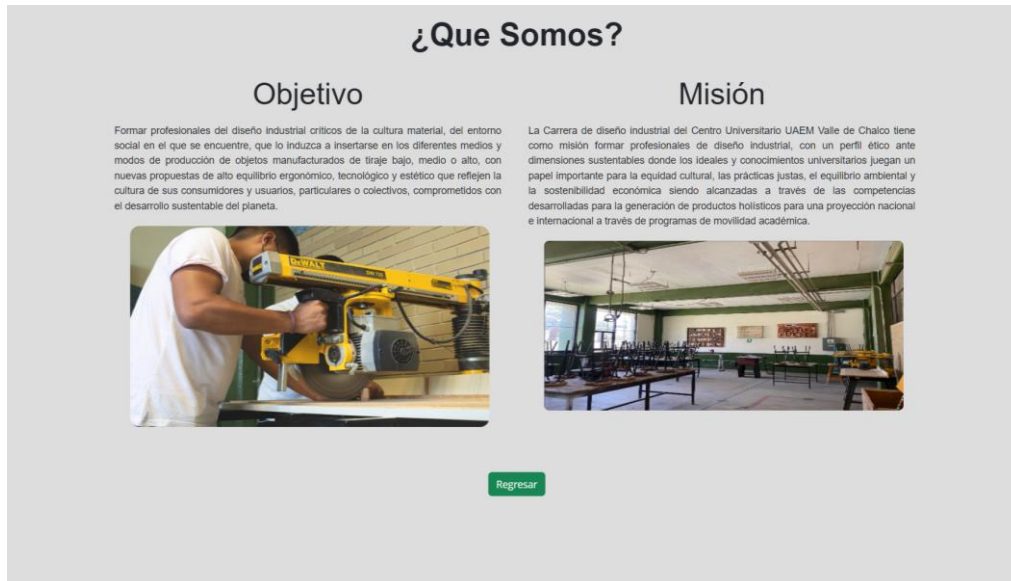 ¿Que Somos?
Objetivo
Formar profesionales del diseño industrial críticos de la cultura material, del entorno
social en el que se encuentre, que lo induzca a insertarse en los diferentes medios y
modos de producción de objetos manufacturados de tiraje bajo, medio o alto, con
nuevas propuestas de alto equilibrio ergonómico, tecnológico y estético que reflejen la
cultura de sus consumidores y usuarios, particulares o colectivos, comprometidos con
el desarrollo sustentable del planeta.
DEWALT
DW 728
Misión
La Carrera de diseño industrial del Centro Universitario UAEM Valle de Chalco tiene
como misión formar profesionales de diseño industrial, con un perfil ético ante
dimensiones sustentables donde los ideales y conocimientos universitarios juegan un
papel importante para la equidad cultural, las prácticas justas, el equilibrio ambiental y
la sostenibilidad económica siendo alcanzadas a través de las competencias
desarrolladas para la generación de productos holísticos para una proyección nacional
e internacional a través de programas de movilidad académica.
Regresar